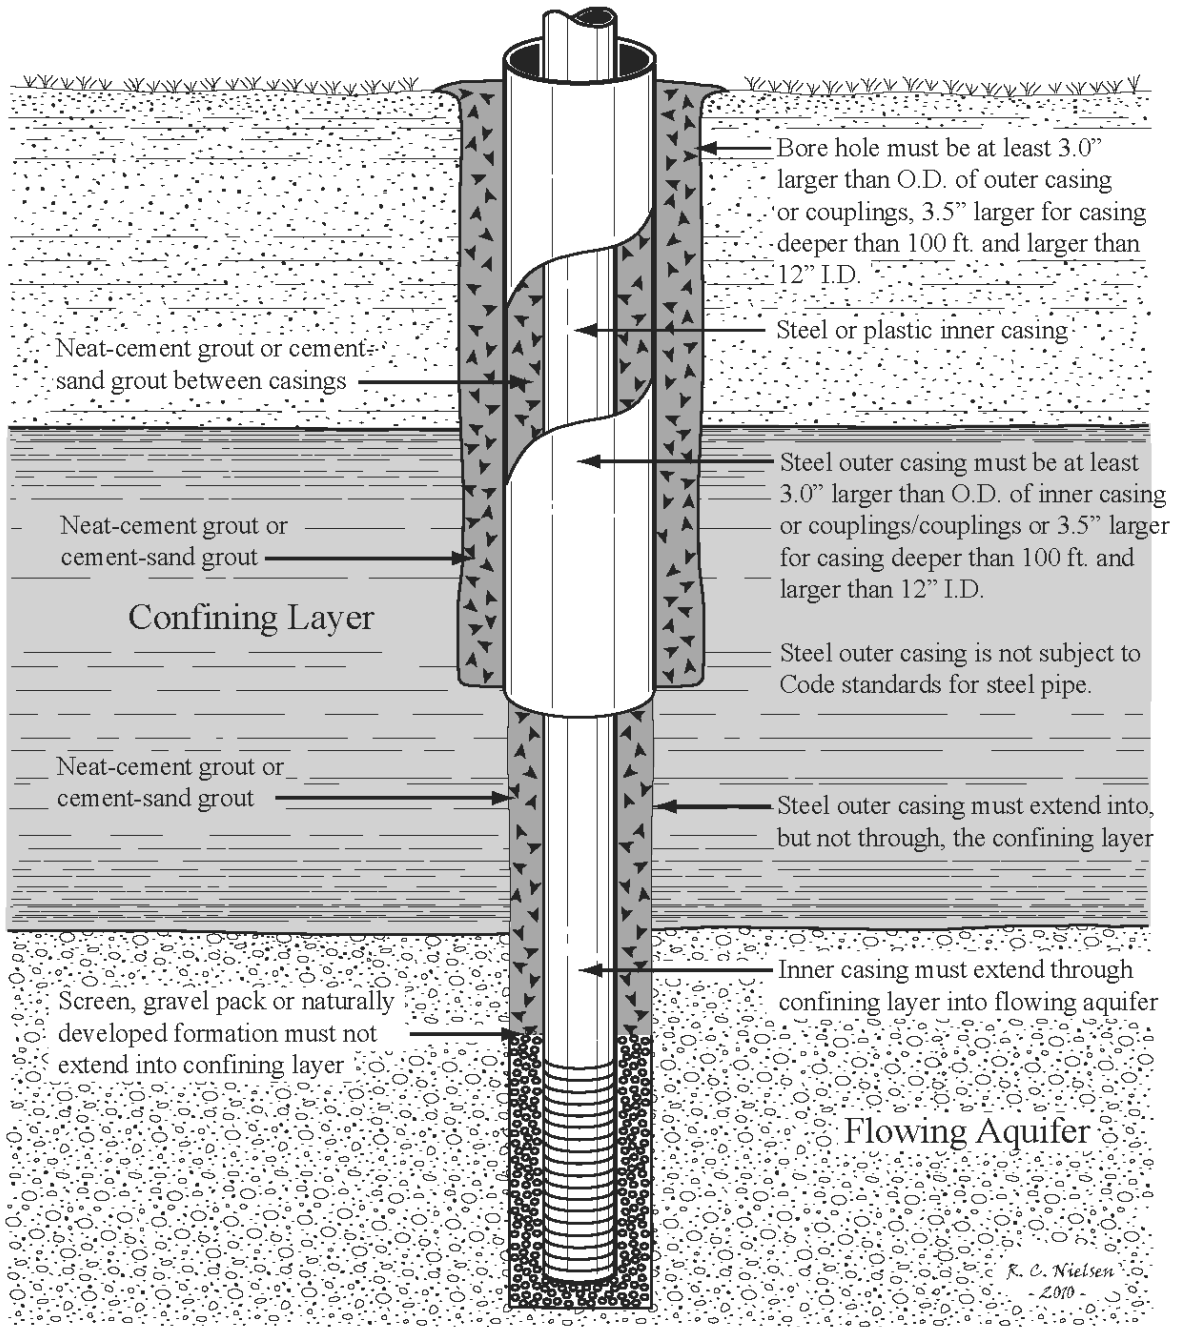 Bore hole must be at least 3.0”
larger than O.D. of outer casing
or couplings, 3.5” larger for casing
deeper than 100 ft. and larger than
12” I.D.
Steel or plastic inner casing
Neat-cement grout or cement-
sand grout between casings
Steel outer casing must be at least
3.0” larger than O.D. of inner casing
or couplings/couplings or 3.5” larger
for casing deeper than 100 ft. and
larger than 12” I.D.
Neat-cement grout or
cement-sand grout
Confining Layer
Steel outer casing is not subject to
Code standards for steel pipe.
Neat-cement grout or
cement-sand grout
Steel outer casing must extend into,
but not through, the confining layer
Inner casing must extend through
confining layer into flowing aquifer
Screen, gravel pack or naturally
developed formation must not
extend into confining layer
Flowing Aquifer
R. C. Nielsen
- 2010 -